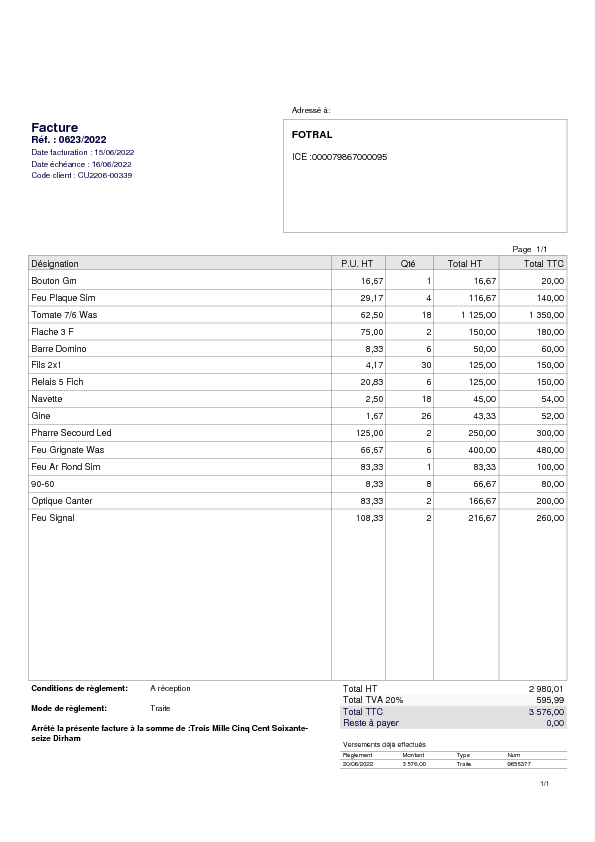 Adressé à:
Facture
Réf. : 0623/2022
Date facturation : 15/06/2022
Date échéance : 16/06/2022
Code client : CU2206-00339
FOTRAL
ICE :000079867000095
Page 1/1
Désignation P.U. HT Qté Total HT Total TTC
Bouton Gm 16,67 1 16,67 20,00
Feu Plaque Sim 29,17 4 116,67 140,00
Tomate 7/6 Was 62,50 18 1 125,00 1 350,00
Flache 3 F 75,00 2 150,00 180,00
Barre Domino 8,33 6 50,00 60,00
Fils 2x1 4,17 30 125,00 150,00
Relais 5 Fich 20,83 6 125,00 150,00
Navette 2,50 18 45,00 54,00
Gine 1,67 26 43,33 52,00
Pharre Secourd Led 125,00 2 250,00 300,00
Feu Grignate Was 66,67 6 400,00 480,00
Feu Ar Rond Sim 83,33 1 83,33 100,00
90-60 8,33 8 66,67 80,00
Optique Canter 83,33 2 166,67 200,00
Feu Signal 108,33 2 216,67 260,00
Conditions de règlement: A réception
Mode de règlement: Traite
Arrêté la présente facture à la somme de :Trois Mille Cinq Cent Soixante-
seize Dirham
Total HT 2 980,01
Total TVA 20% 595,99
Total TTC 3 576,00
Reste à payer 0,00
Versements déjà effectués
Règlement Montant Type Num
20/06/2022 3 576,00 Traite 9656377
1/1